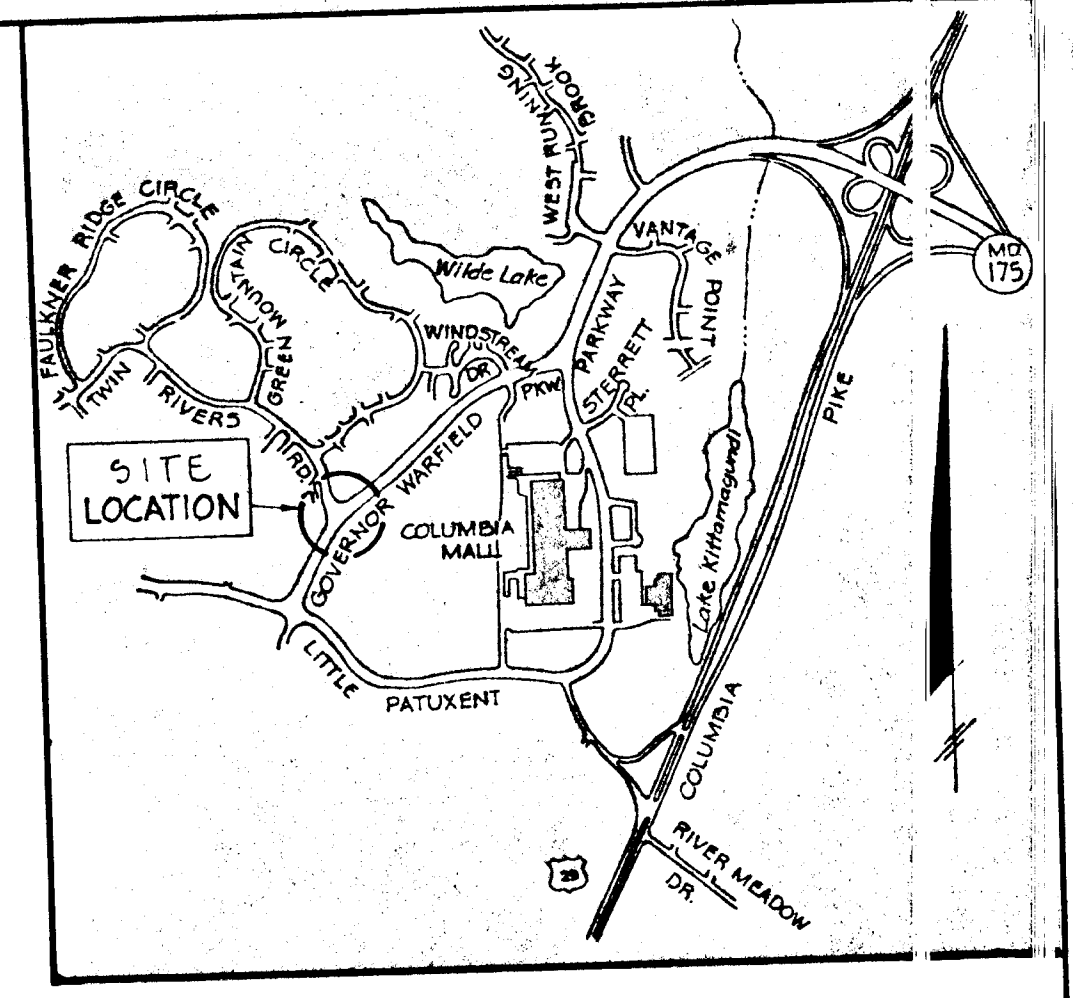 WEST RUNNING BROOK
FAULKNER RIDGE CIRCLE
GREEN MOUNTAIN CIRCLE
Wilde Lake
VANTAGE POINT
MD.
175
WINDSTREAM DR.
PARKWAY
STERRETT PL.
PKW.
TWIN RIVERS RD.
PIKE
SITE
LOCATION
GOVERNOR WARFIELD
COLUMBIA
MALL
Lake Kittamaqundi
LITTLE
PATUXENT
COLUMBIA
29
RIVER MEADOW
DR.